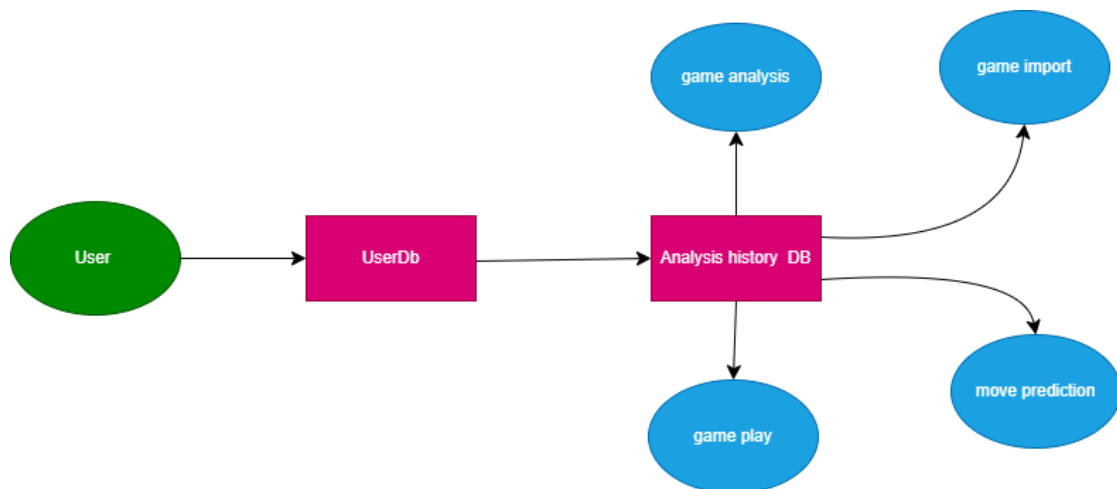 game analysis
game import
User
UserDb
Analysis history  DB
move prediction
game play